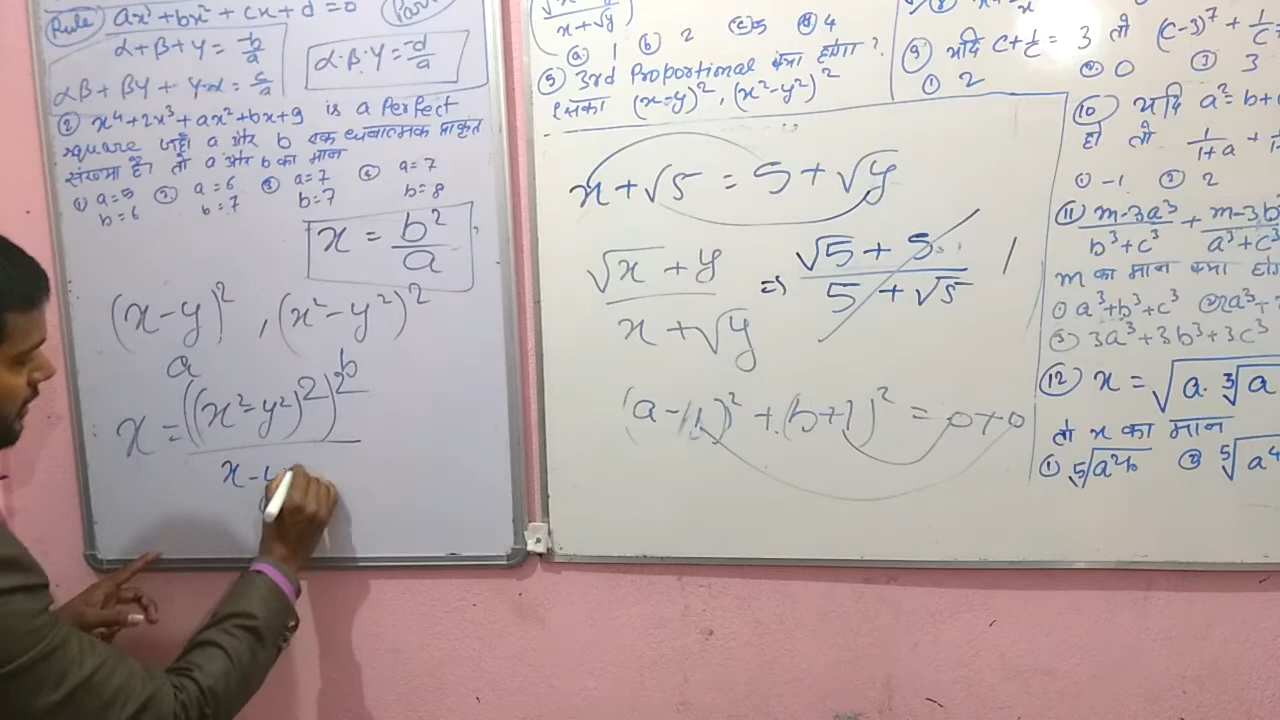 Rule ax³+bx²+cx+d=0
α+β+γ = -b/a
α·β·γ = -d/a
αβ + βγ + γ·α = c/a
② x⁴+2x³+ax²+bx+9 is a Perfect
square जहाँ a और b एक धनात्मक प्राकृत
संख्या है। तो a और b का मान
① a=5 b=6 ② a=6 b=7 ③ a=7 b=7 ④ a=7 b=8
x = b²/a
(x-y)², (x²-y²)²
a b
x = ((x²-y²)²)²
x-y
x+√y
ⓐ 1 ⓑ 2 ⓒ 5 ⓓ 4
⑤ 3rd Proportional क्या होगा?
(x-y)², (x²-y²)²
x+√5 = 5+√y
√x+y / x+√y ⇒ √5+5 / 5+√5
(a-1)² + (b+1)² = 0+0
⑨ यदि c+1/c = 3 तो (c-3)⁷ + 1/c
① 2 ② 0 ③ 3
⑩ यदि a² = b+
हो तो 1/1+a +
① -1 ② 2
⑪ m-3a³/b³+c³ + m-3b/a³+c³
m का मान क्या
① a³+b³+c³ ② 2a³+
③ 3a³+3b³+3c³
⑫ x = √a·³√a
तो x का मान
① ⁵√a²b ② ⁵√a⁴